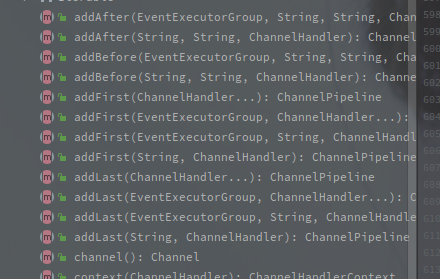 addAfter(EventExecutorGroup, String, String, Chan
addAfter(String, String, ChannelHandler): Channel
addBefore(EventExecutorGroup, String, String, Cha
addBefore(String, String, ChannelHandler): Channe
addFirst(ChannelHandler...): ChannelPipeline
addFirst(EventExecutorGroup, ChannelHandler...):
addFirst(EventExecutorGroup, String, ChannelHandl
addFirst(String, ChannelHandler): ChannelPipeline
addLast(ChannelHandler...): ChannelPipeline
addLast(EventExecutorGroup, ChannelHandler...): C
addLast(EventExecutorGroup, String, ChannelHandle
addLast(String, ChannelHandler): ChannelPipeline
channel(): Channel
context(ChannelHandler): ChannelHandlerContext